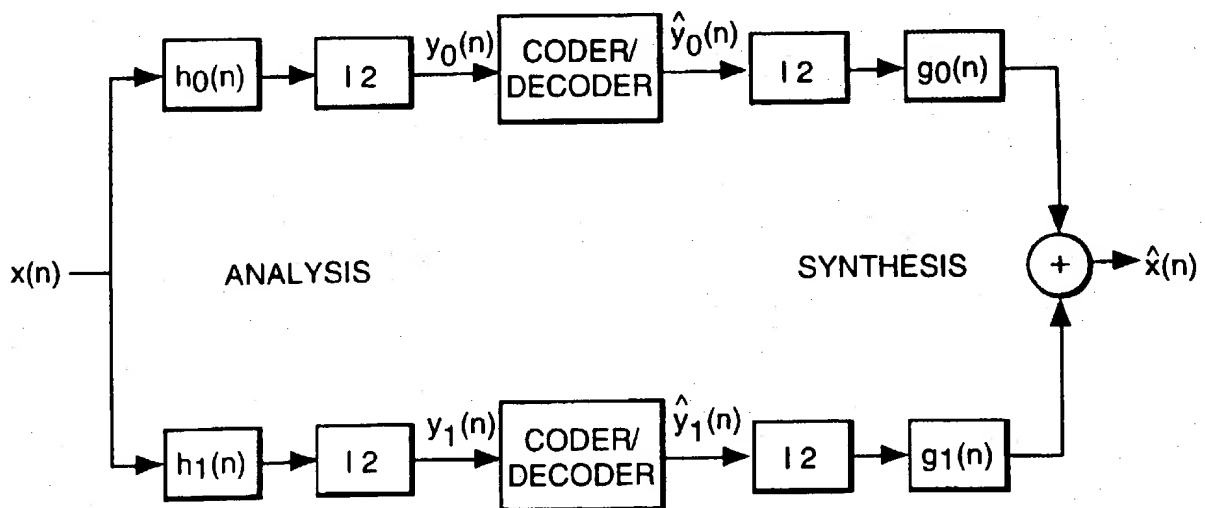 h0(n)
I 2
y0(n)
CODER/
DECODER
ŷ0(n)
I 2
g0(n)
x(n)
ANALYSIS
SYNTHESIS
+
x̂(n)
h1(n)
I 2
y1(n)
CODER/
DECODER
ŷ1(n)
I 2
g1(n)